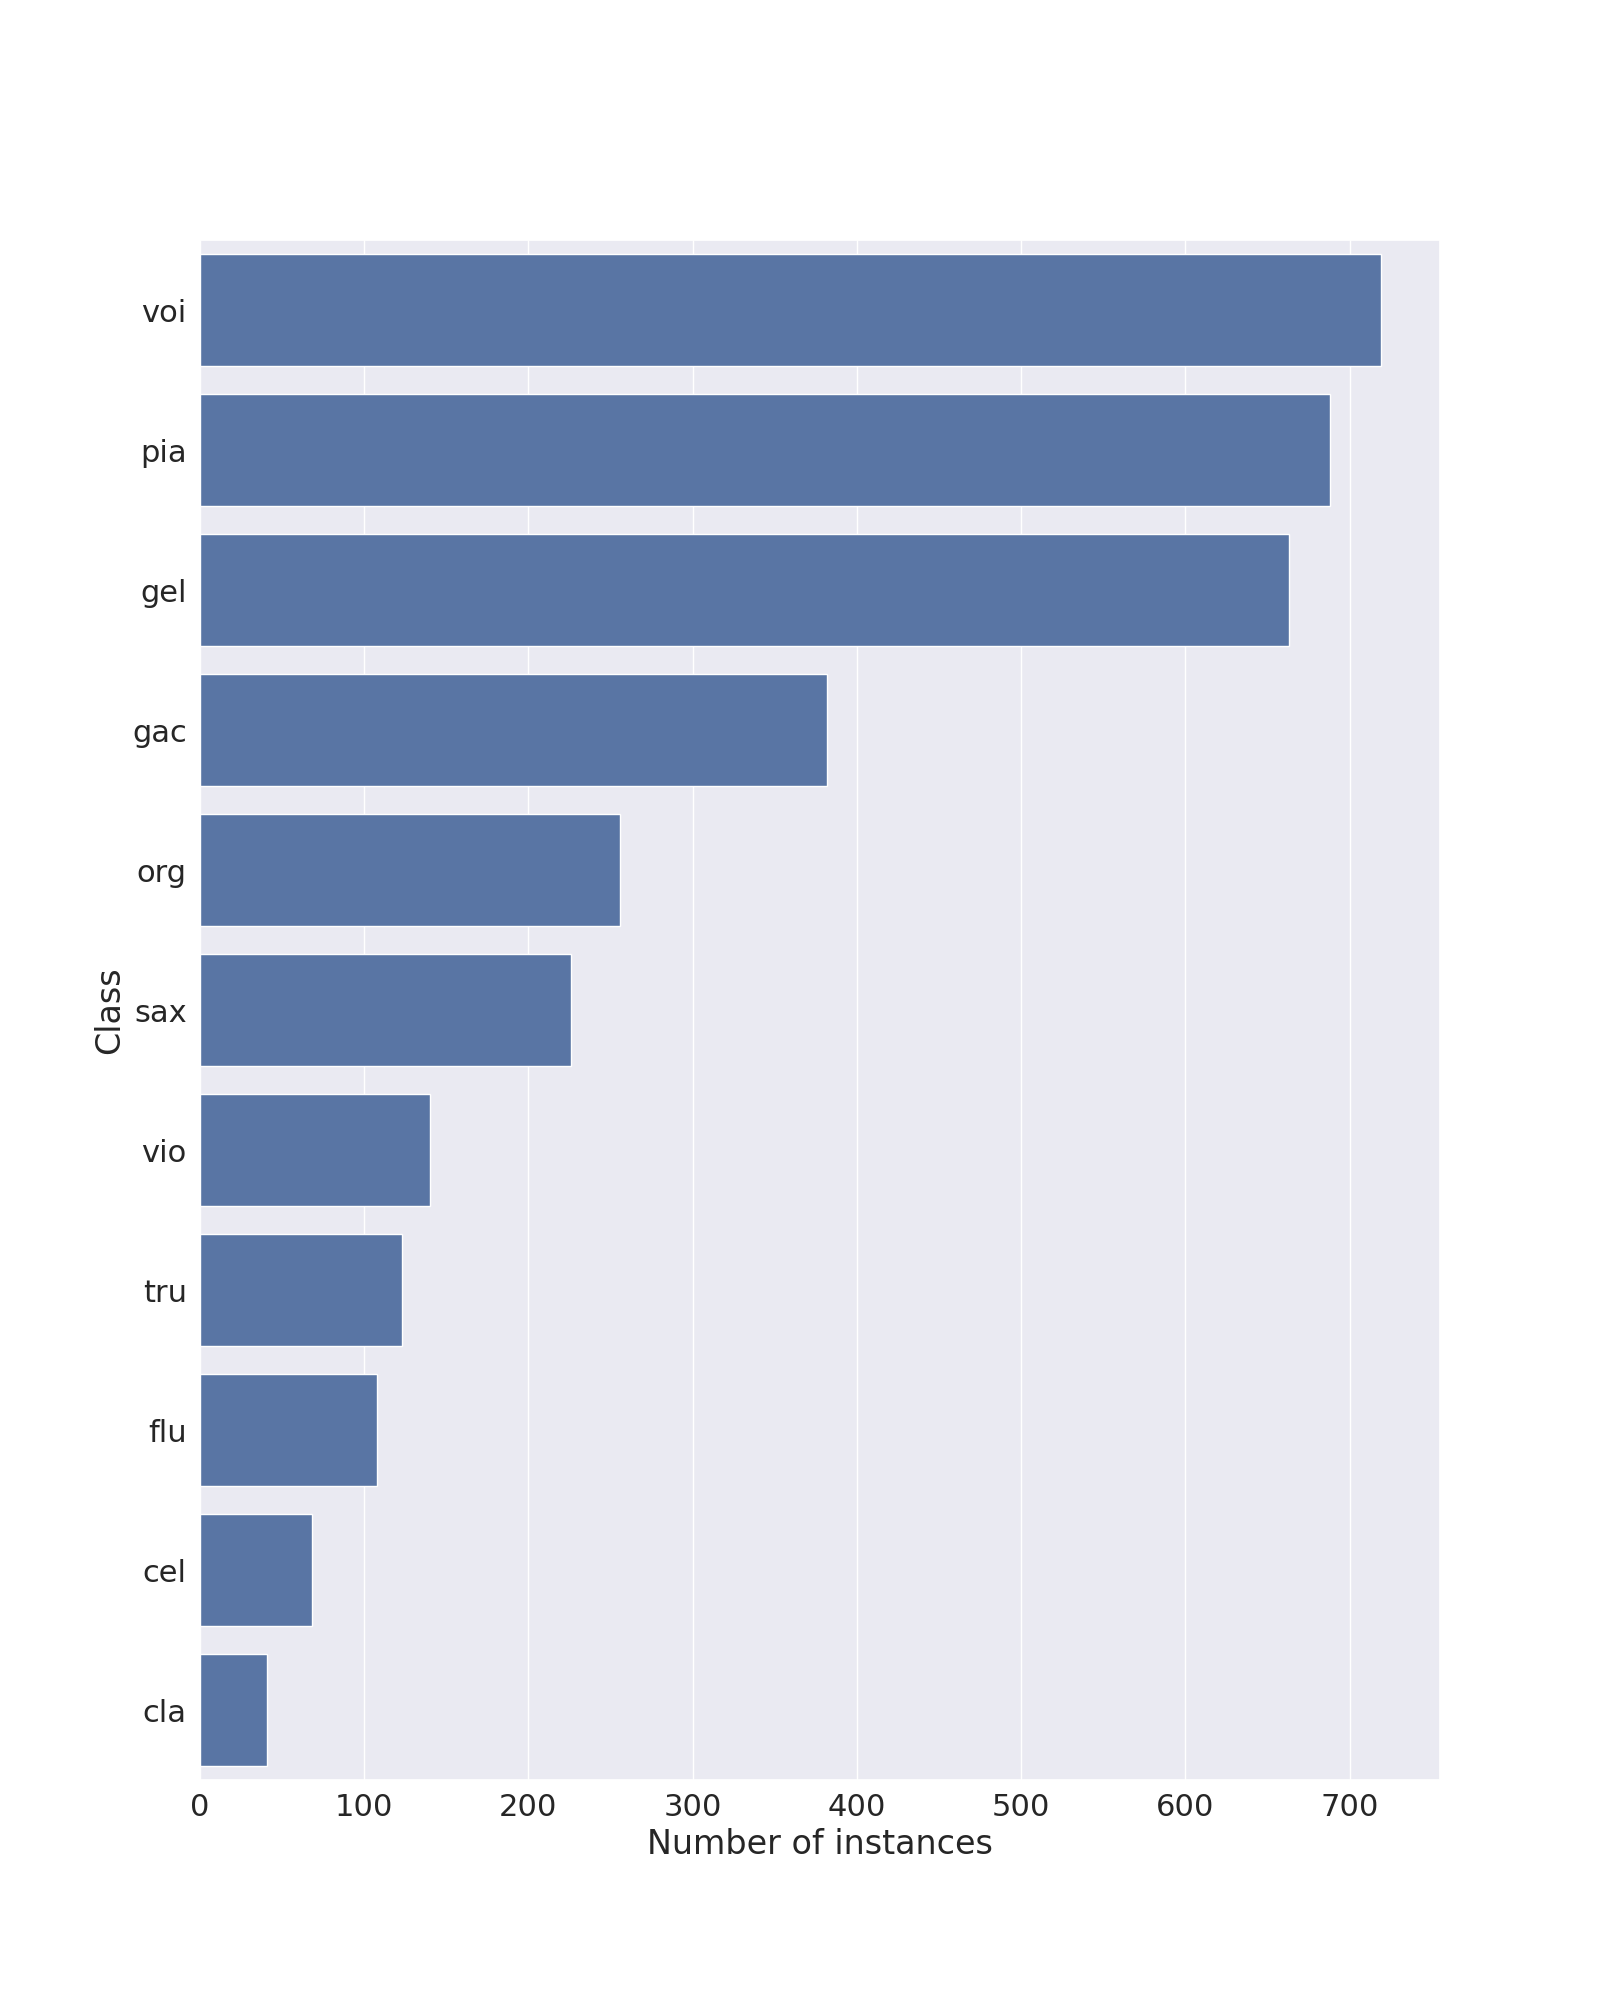 voi
pia
gel
gac
org
sax
vio
tru
flu
cel
cla
Class
0 100 200 300 400 500 600 700
Number of instances